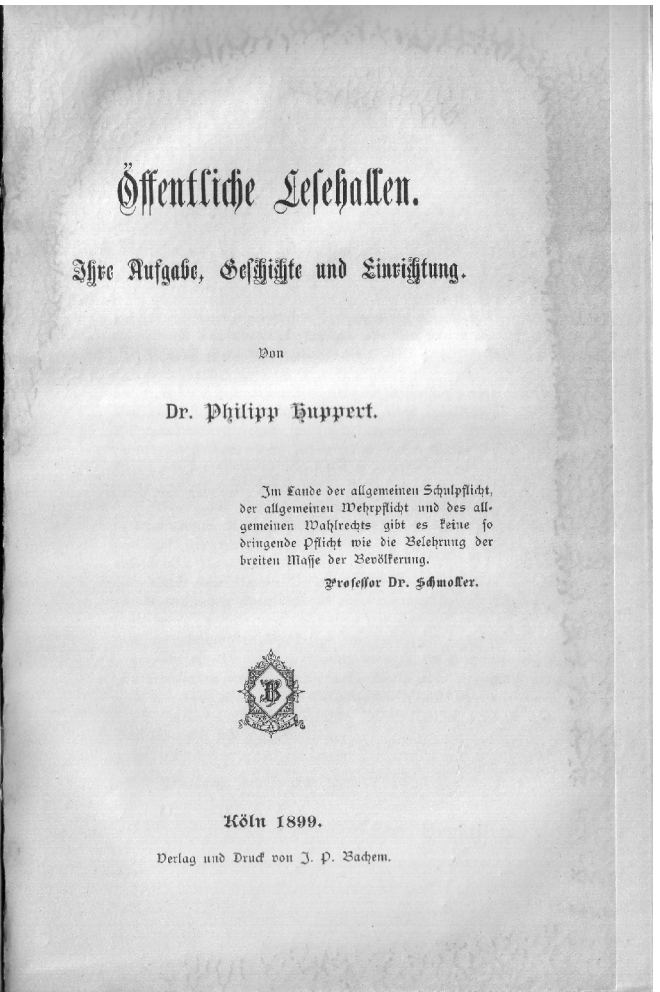 Öffentliche Lesehallen.
Ihre Aufgabe, Geschichte und Einrichtung.
Von
Dr. Philipp Huppert.
Im Lande der allgemeinen Schulpflicht,
der allgemeinen Wehrpflicht und des all-
gemeinen Wahlrechts gibt es keine so
dringende Pflicht wie die Belehrung der
breiten Masse der Bevölkerung.
Professor Dr. Schmoller.
B
Köln 1899.
Verlag und Druck von J. P. Bachem.